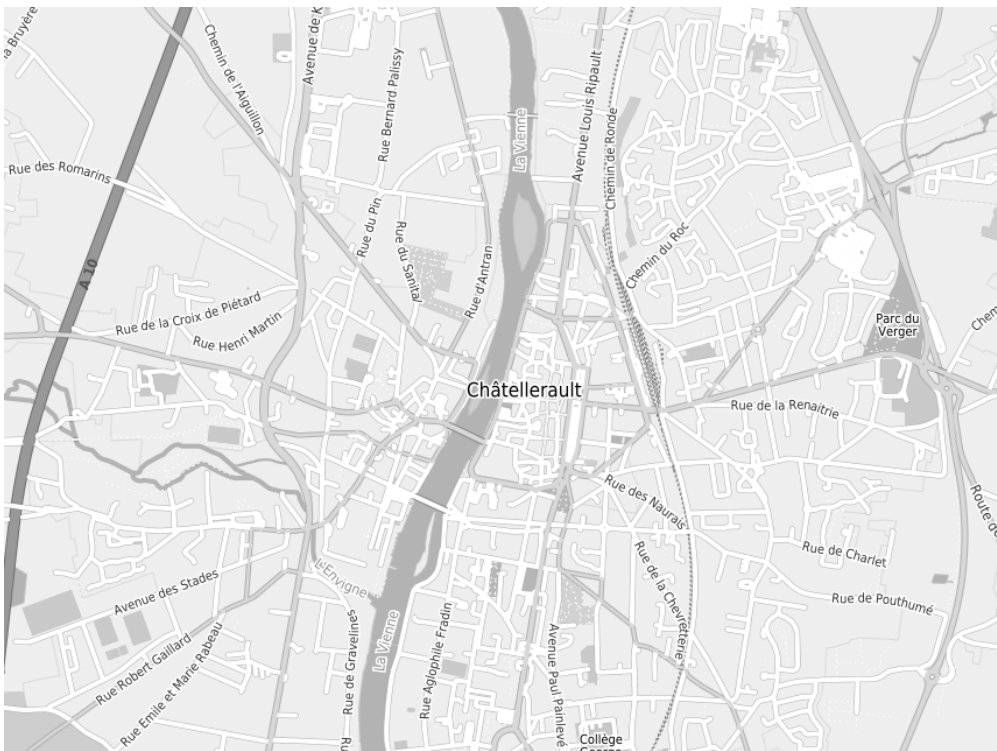 la Bruyère
Chemin de l'Aiguillon
Avenue de K
Rue Bernard Palissy
La Vienne
Avenue Louis Ripault
Chemin de Ronde
Rue des Romarins
Rue du Pin
Rue du Sanital
Rue d'Antran
Chemin du Roc
A 10
Rue de la Croix de Piétard
Rue Henri Martin
Parc du
Verger
Chem
Châtellerault
Rue de la Renaitrie
Rue des Naurais
Route de
Rue de Charlet
Rue de la Chevretterie
L'Envigne
Avenue des Stades
Rue de Pouthumé
Rue Robert Gaillard
Rue Emile et Marie Rabeau
Rue de Gravelines
La Vienne
Rue Aglophile Fradin
Avenue Paul Painlevé
Collège